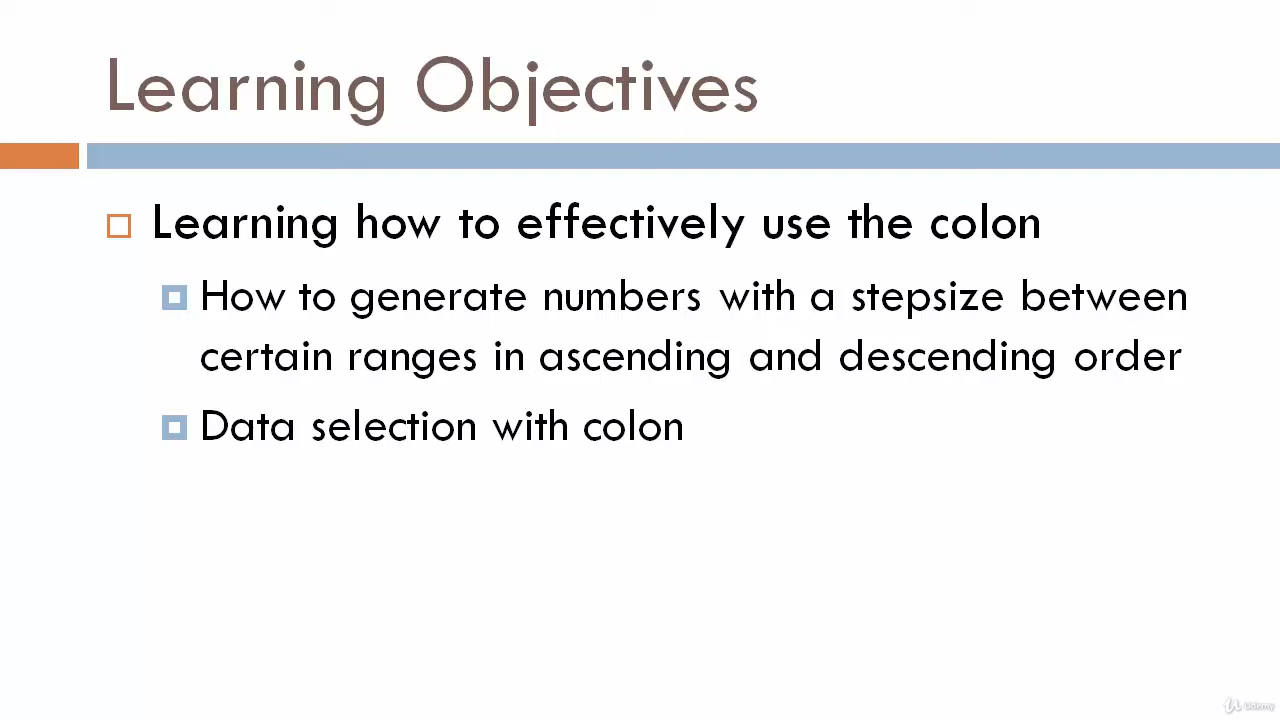 Learning Objectives
Learning how to effectively use the colon
How to generate numbers with a stepsize between
certain ranges in ascending and descending order
Data selection with colon
Udemy